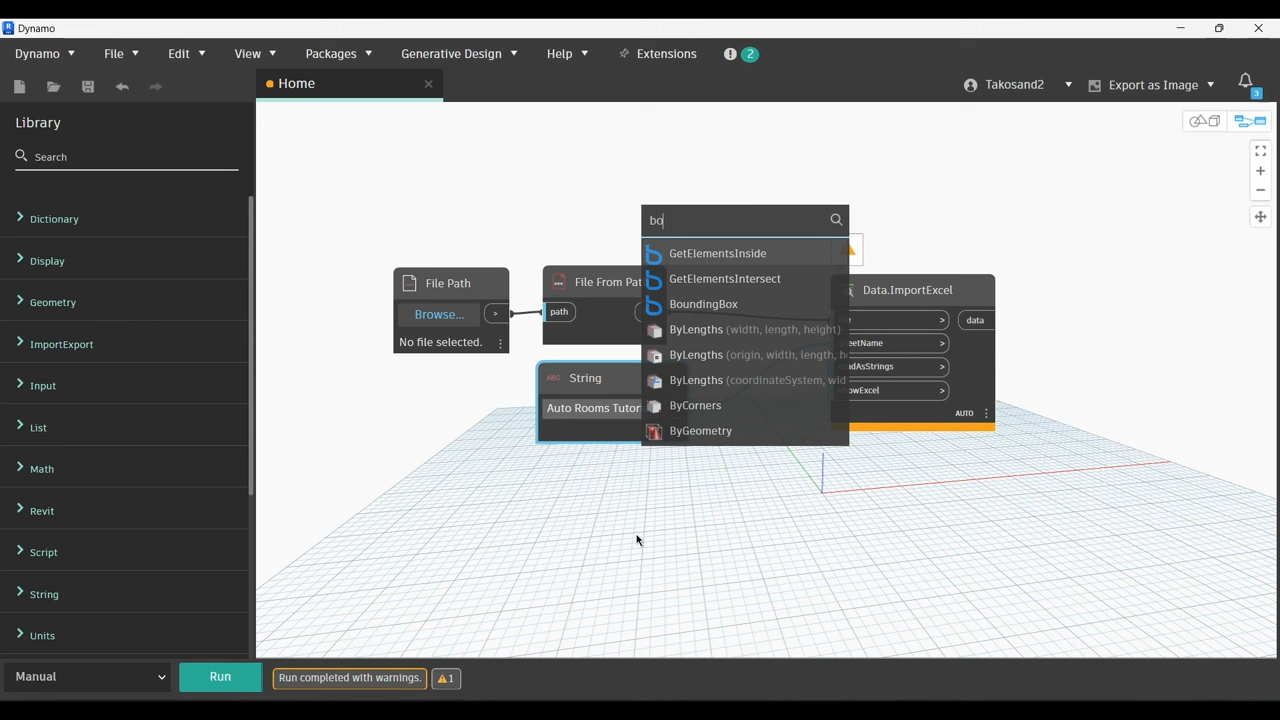 Dynamo
Dynamo File Edit View Packages Generative Design Help Extensions 2
Home
Takosand2 Export as Image 3
Library
Search
Dictionary
Display
Geometry
ImportExport
Input
List
Math
Revit
Script
String
Units
bo
GetElementsInside
GetElementsIntersect
BoundingBox
ByLengths (width, length, height)
ByLengths (origin, width, length, h
ByLengths (coordinateSystem, wid
ByCorners
ByGeometry
File Path
Browse... >
No file selected.
File From Pat
path
String
Auto Rooms Tutor
Data.ImportExcel
> data
eetName >
adAsStrings >
owExcel >
AUTO
Manual Run Run completed with warnings. 1